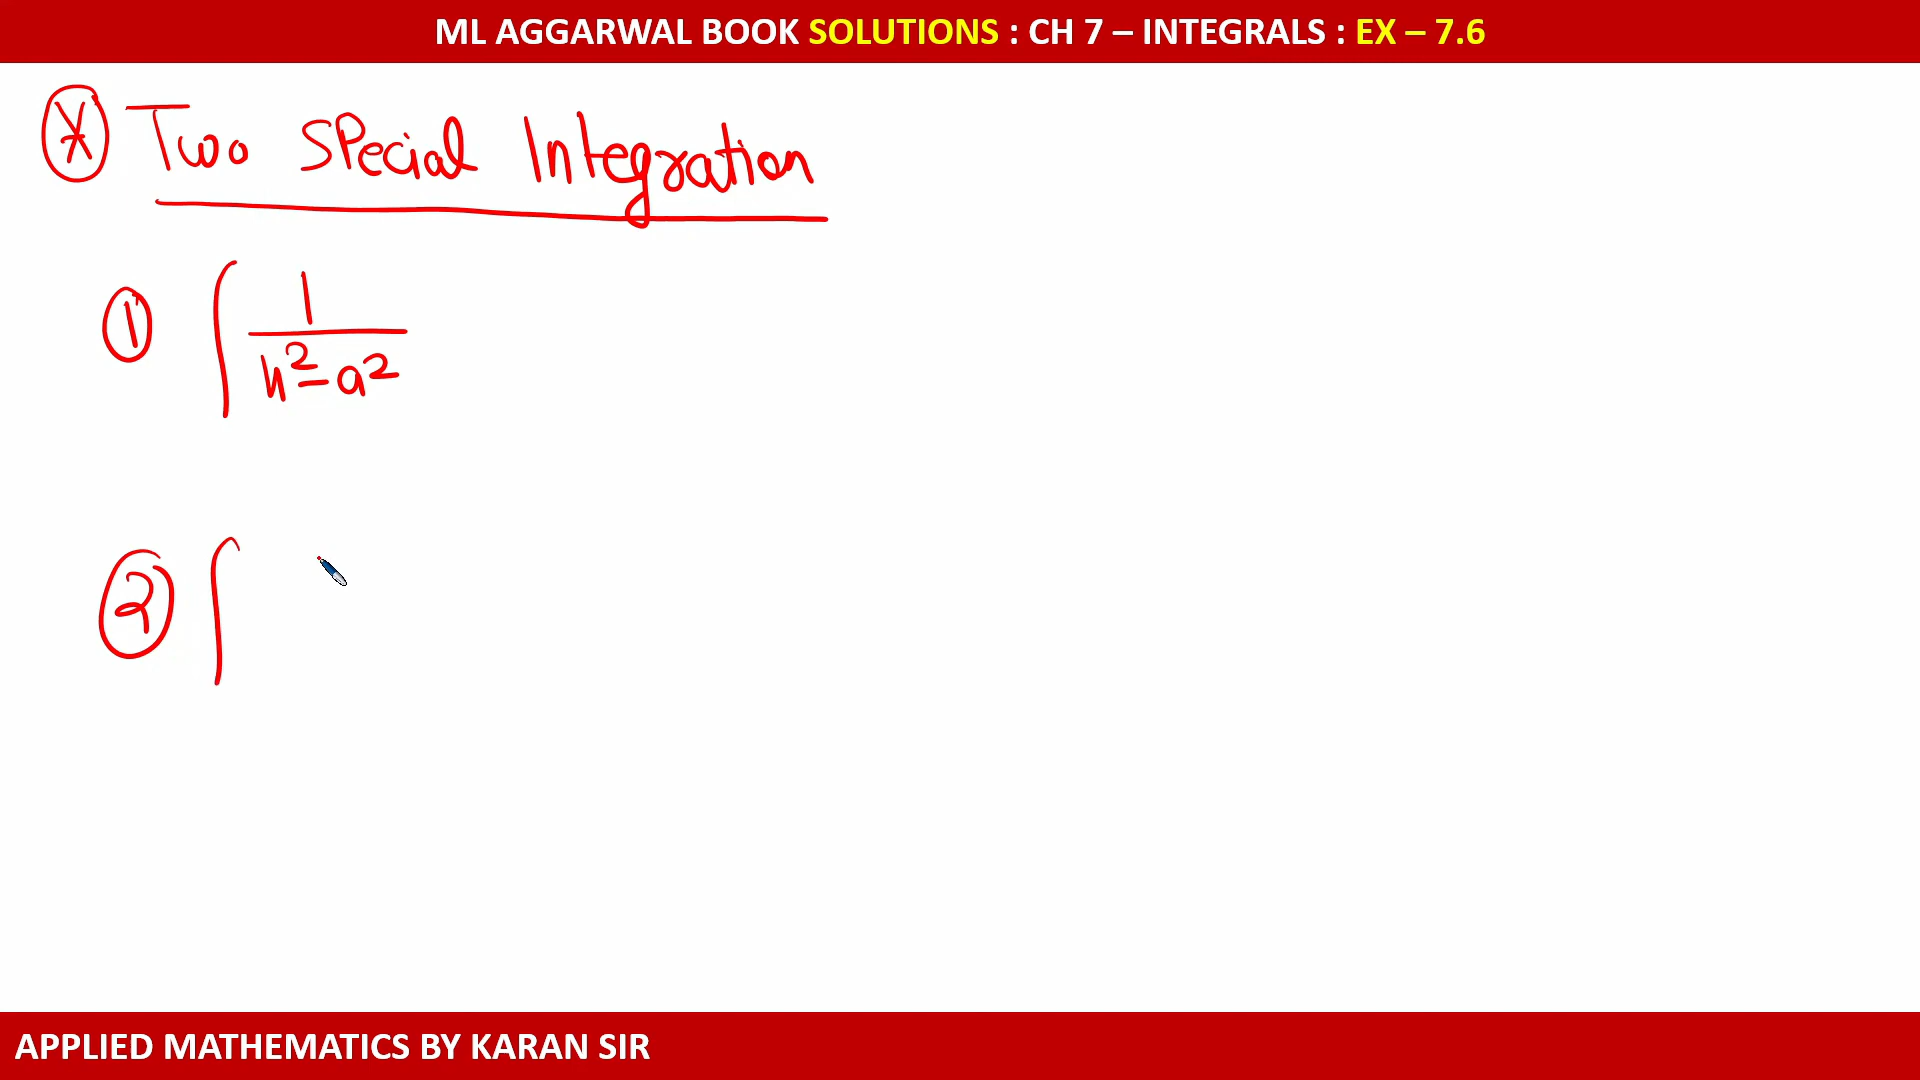 ML AGGARWAL BOOK SOLUTIONS : CH 7 – INTEGRALS : EX – 7.6
Two Special Integration
① ∫ 1/(x²-a²)
② ∫
APPLIED MATHEMATICS BY KARAN SIR